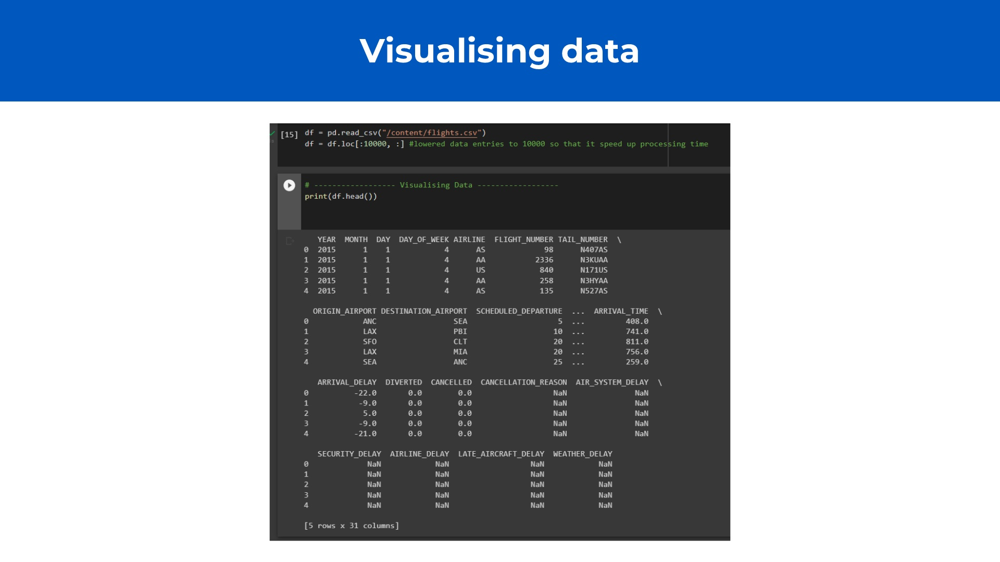 Visualising data
[15] df = pd.read_csv("/content/flights.csv")
df = df.loc[:10000, :] #lowered data entries to 10000 so that it speed up processing time
# ------------------ Visualising Data ------------------
print(df.head())
YEAR MONTH DAY DAY_OF_WEEK AIRLINE FLIGHT_NUMBER TAIL_NUMBER \
0 2015 1 1 4 AS 98 N407AS
1 2015 1 1 4 AA 2336 N3KUAA
2 2015 1 1 4 US 840 N171US
3 2015 1 1 4 AA 258 N3HYAA
4 2015 1 1 4 AS 135 N527AS
ORIGIN_AIRPORT DESTINATION_AIRPORT SCHEDULED_DEPARTURE ... ARRIVAL_TIME \
0 ANC SEA 5 ... 408.0
1 LAX PBI 10 ... 741.0
2 SFO CLT 20 ... 811.0
3 LAX MIA 20 ... 756.0
4 SEA ANC 25 ... 259.0
ARRIVAL_DELAY DIVERTED CANCELLED CANCELLATION_REASON AIR_SYSTEM_DELAY \
0 -22.0 0.0 0.0 NaN NaN
1 -9.0 0.0 0.0 NaN NaN
2 5.0 0.0 0.0 NaN NaN
3 -9.0 0.0 0.0 NaN NaN
4 -21.0 0.0 0.0 NaN NaN
SECURITY_DELAY AIRLINE_DELAY LATE_AIRCRAFT_DELAY WEATHER_DELAY
0 NaN NaN NaN NaN
1 NaN NaN NaN NaN
2 NaN NaN NaN NaN
3 NaN NaN NaN NaN
4 NaN NaN NaN NaN
[5 rows x 31 columns]